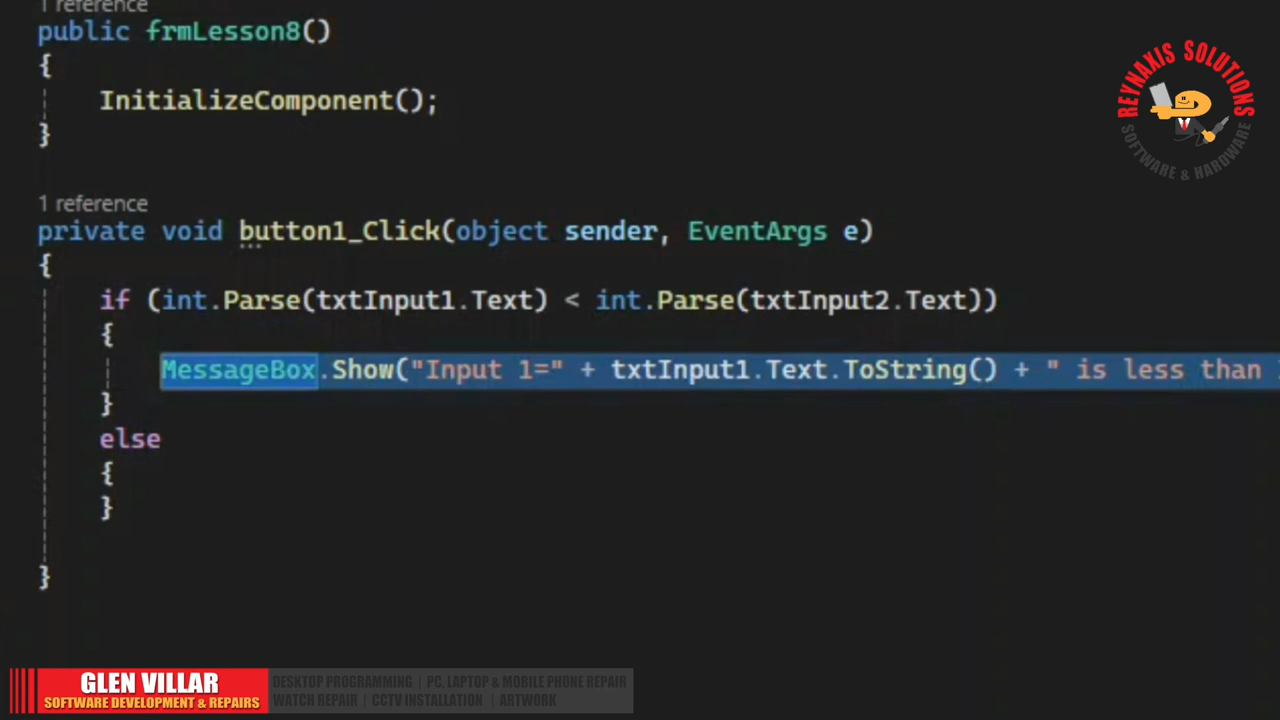 1 reference
public frmLesson8()
{
InitializeComponent();
}
1 reference
private void button1_Click(object sender, EventArgs e)
{
if (int.Parse(txtInput1.Text) < int.Parse(txtInput2.Text))
{
MessageBox.Show("Input 1=" + txtInput1.Text.ToString() + " is less than
}
else
{
}
}
REYNAXIS SOLUTIONS
SOFTWARE & HARDWARE
GLEN VILLAR
SOFTWARE DEVELOPMENT & REPAIRS
DESKTOP PROGRAMMING | PC, LAPTOP & MOBILE PHONE REPAIR
WATCH REPAIR | CCTV INSTALLATION | ARTWORK